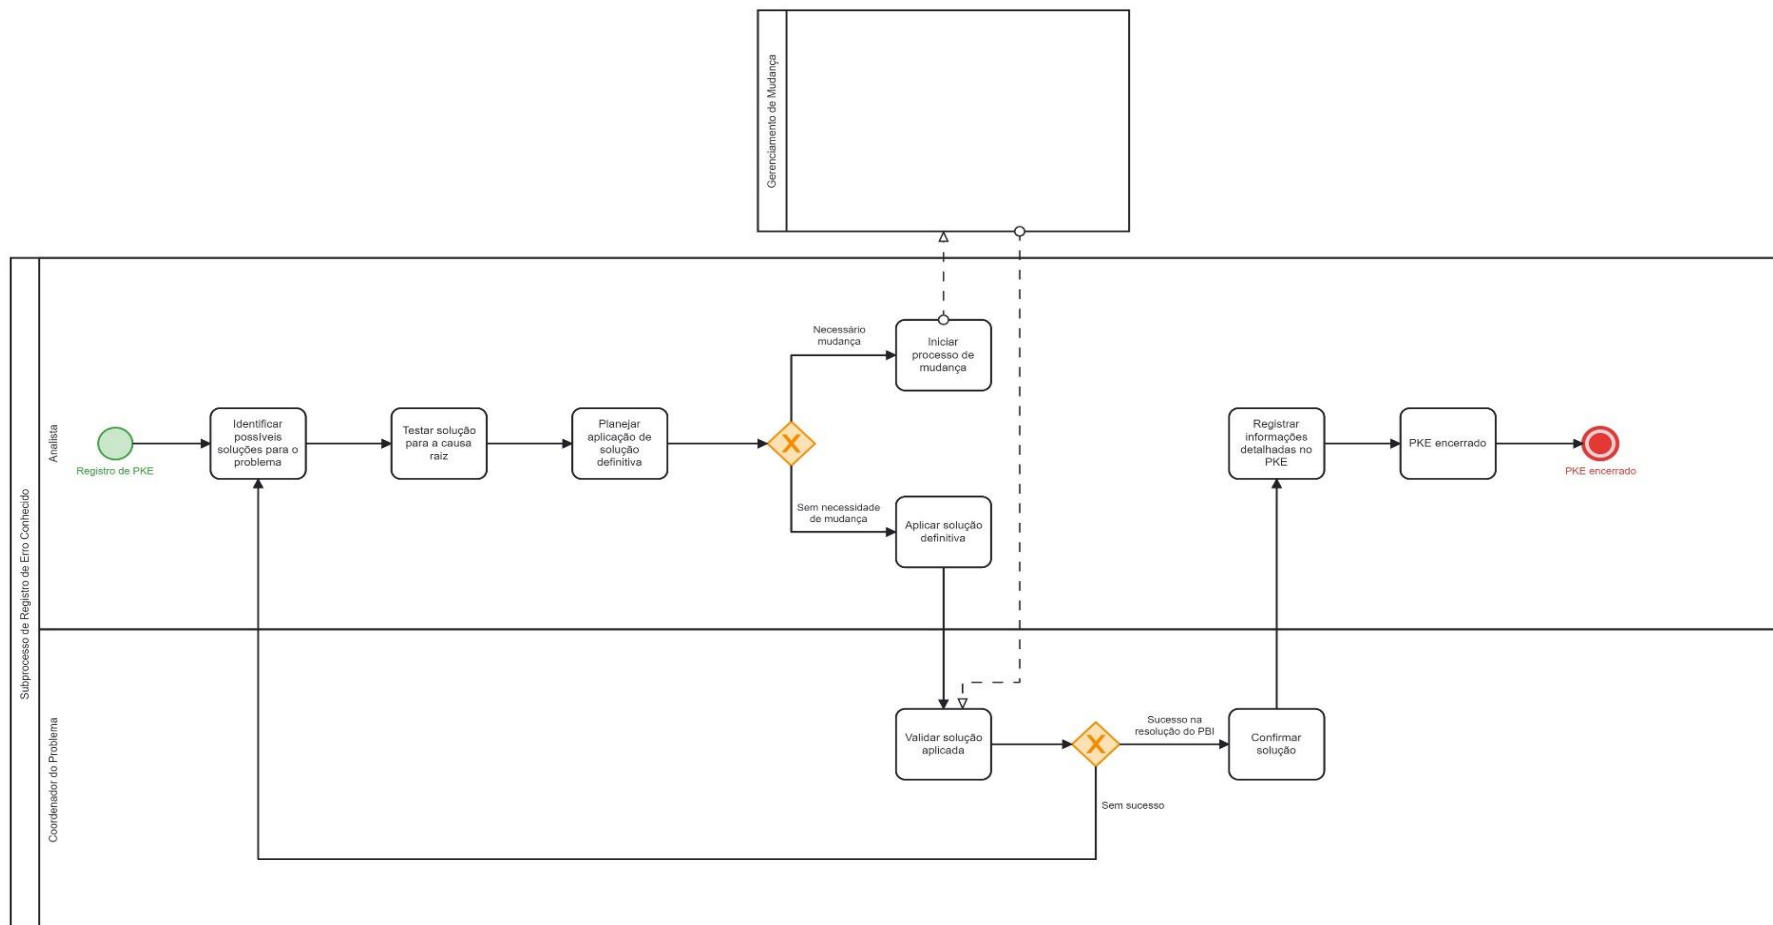 Gerenciamento de Mudança
Subprocesso de Registro de Erro Conhecido
Analista
Registro de PKE
Identificar
possíveis
soluções para o
problema
Testar solução
para a causa
raiz
Planejar
aplicação de
solução
definitiva
Necessário
mudança
Iniciar
processo de
mudança
Sem necessidade
de mudança
Aplicar solução
definitiva
Registrar
informações
detalhadas no
PKE
PKE encerrado
PKE encerrado
Coordenador do Problema
Validar solução
aplicada
Sucesso na
resolução do PBI
Confirmar
solução
Sem sucesso